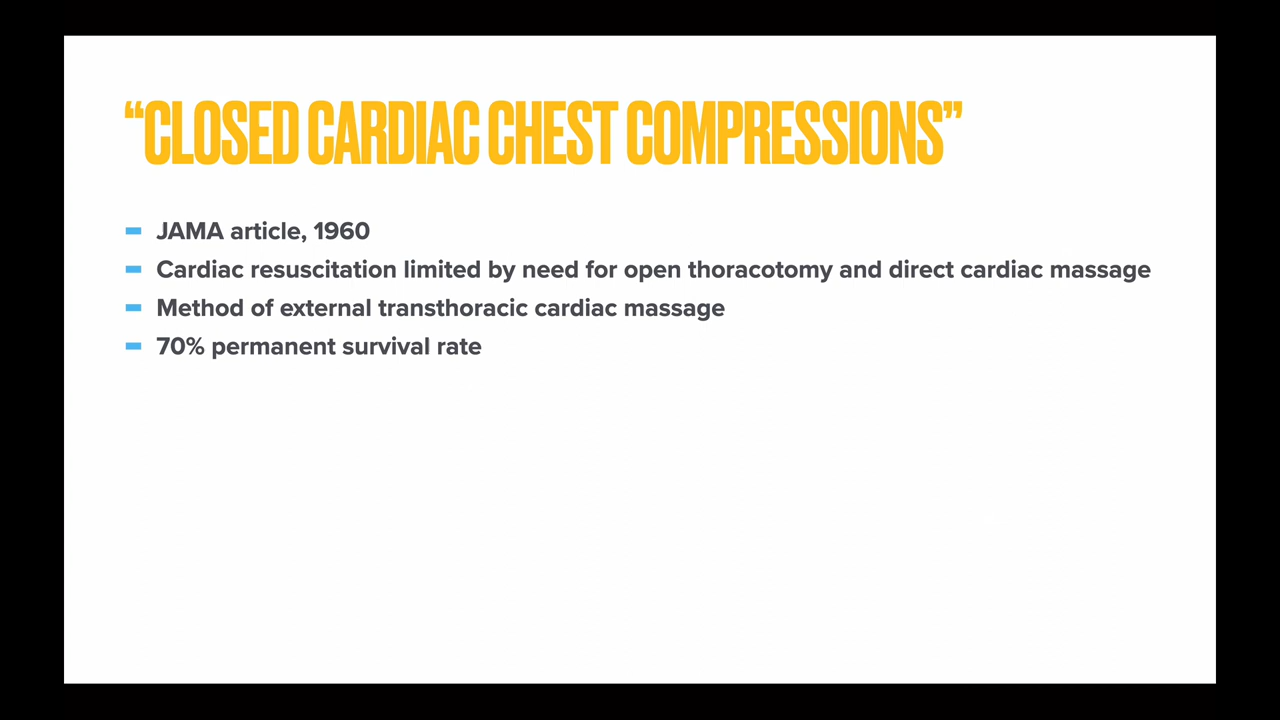 “CLOSED CARDIAC CHEST COMPRESSIONS”
JAMA article, 1960
Cardiac resuscitation limited by need for open thoracotomy and direct cardiac massage
Method of external transthoracic cardiac massage
70% permanent survival rate